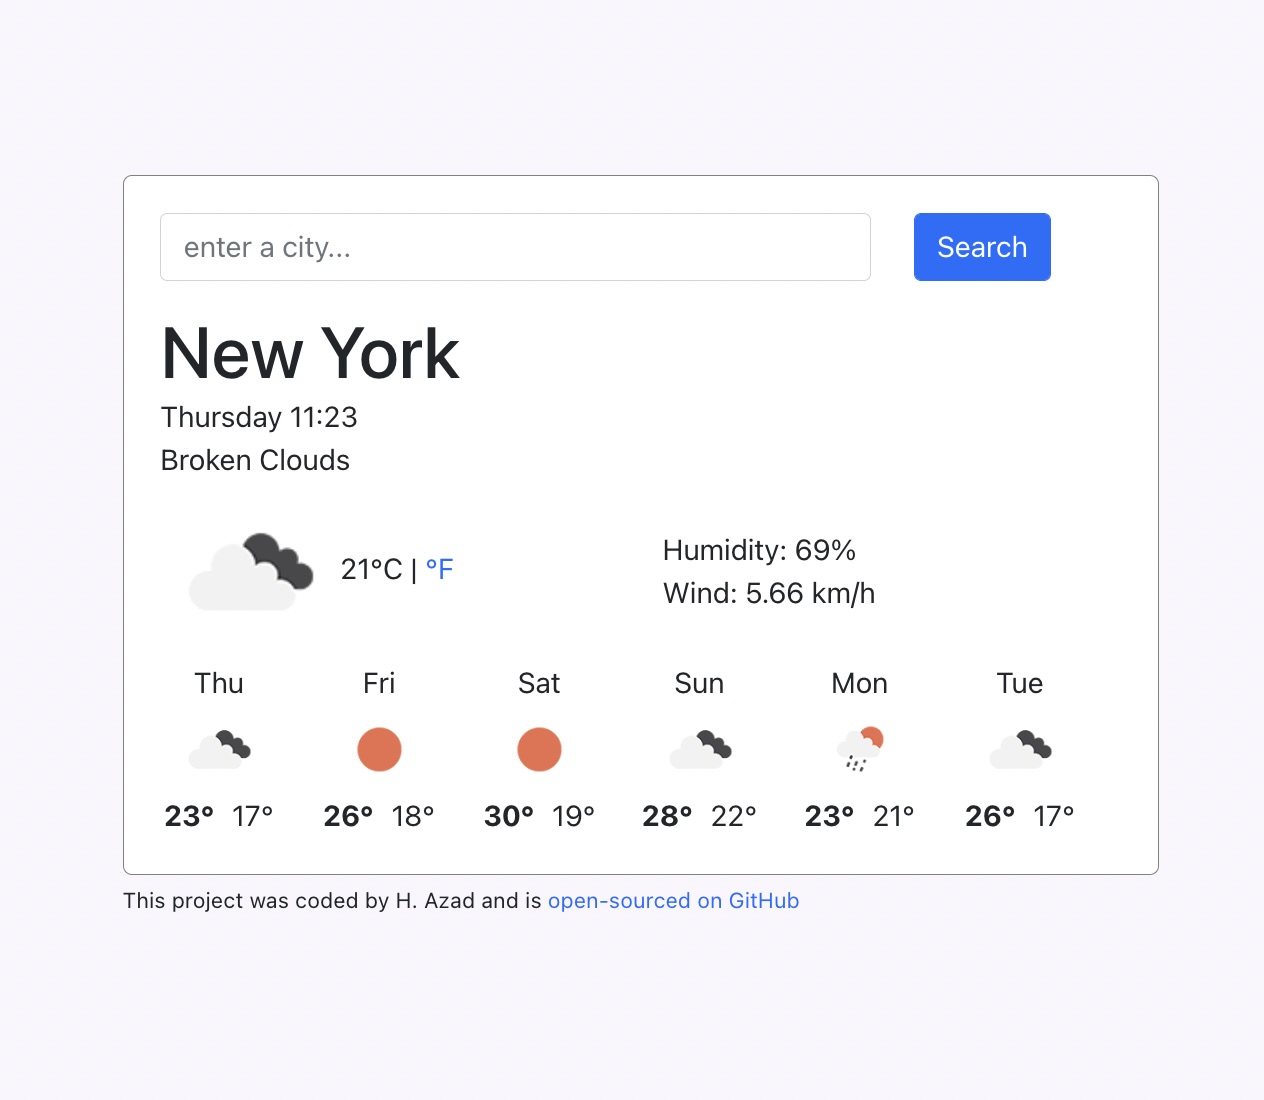 enter a city...
Search
New York
Thursday 11:23
Broken Clouds
21°C | °F
Humidity: 69%
Wind: 5.66 km/h
Thu Fri Sat Sun Mon Tue
23° 17° 26° 18° 30° 19° 28° 22° 23° 21° 26° 17°
This project was coded by H. Azad and is open-sourced on GitHub